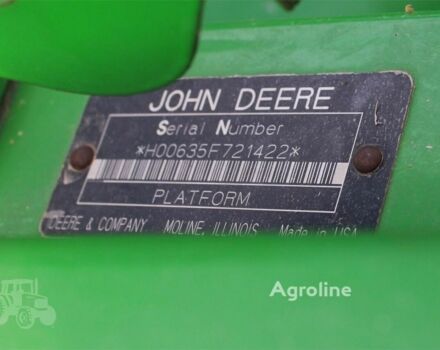 JOHN DEERE
Serial Number
*H00635F721422*
PLATFORM
DEERE & COMPANY MOLINE, ILLINOIS Made in USA
Agroline